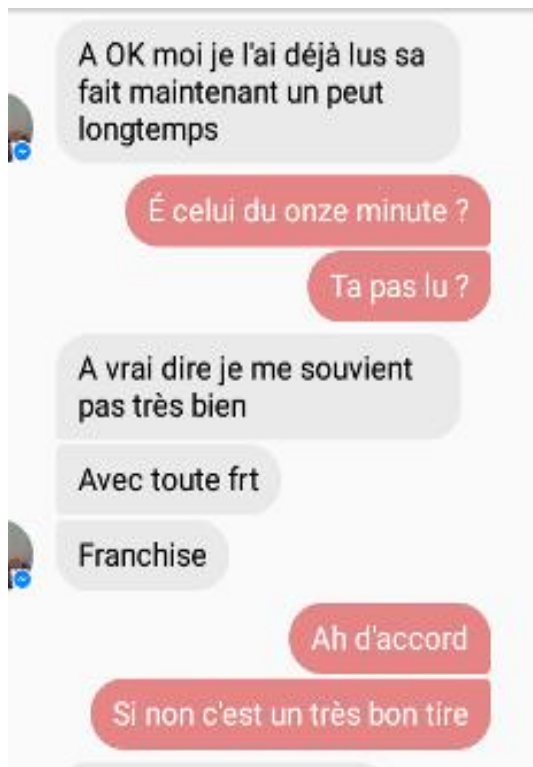 A OK moi je l'ai déjà lus sa
fait maintenant un peut
longtemps
É celui du onze minute ?
Ta pas lu ?
A vrai dire je me souvient
pas très bien
Avec toute frt
Franchise
Ah d'accord
Si non c'est un très bon tire